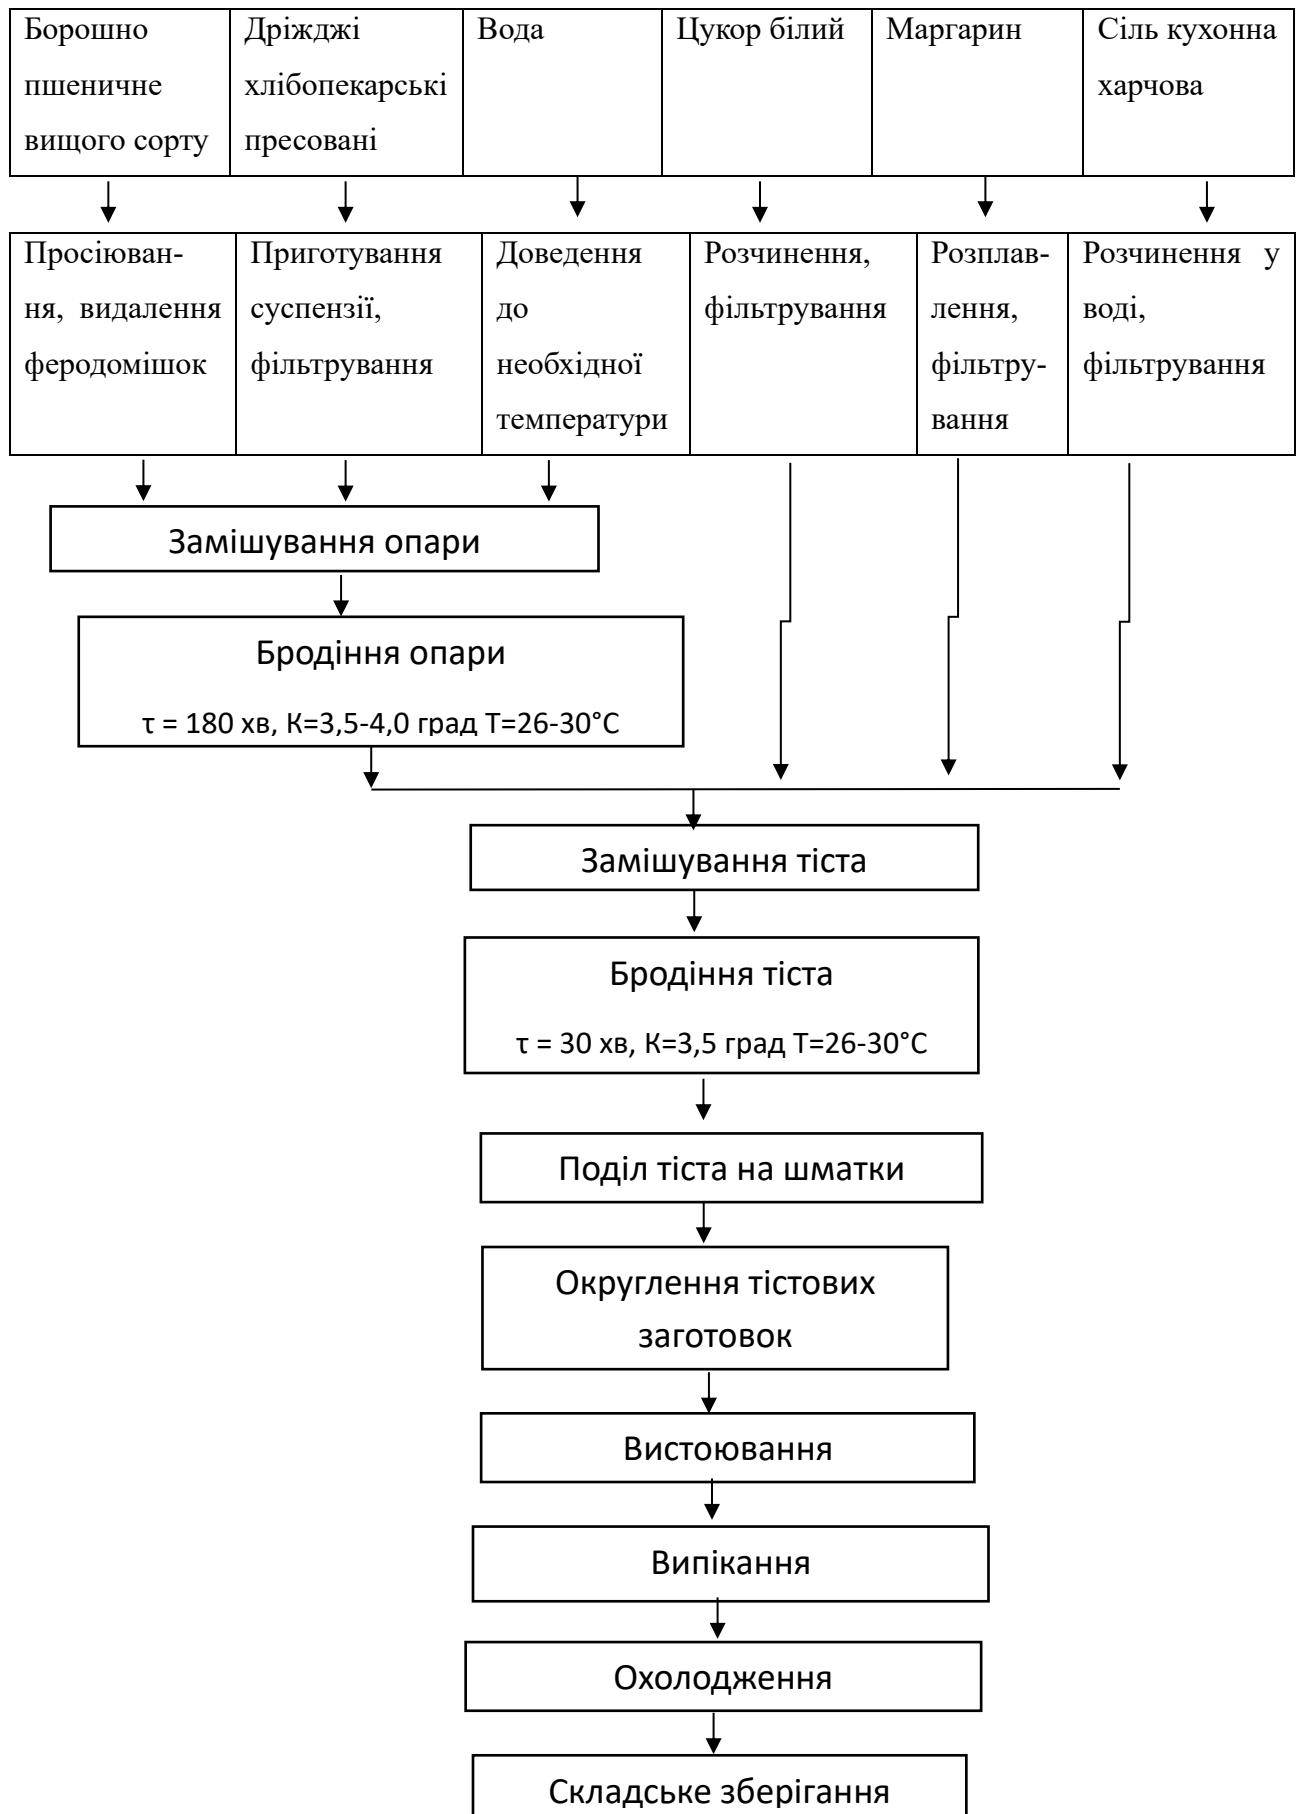 Борошно
пшеничне
вищого сорту
Дріжджі
хлібопекарські
пресовані
Вода
Цукор білий
Маргарин
Сіль кухонна
харчова
Просіюван-
ня, видалення
феродомішок
Приготування
суспензії,
фільтрування
Доведення
до
необхідної
температури
Розчинення,
фільтрування
Розплав-
лення,
фільтру-
вання
Розчинення у
воді,
фільтрування
Замішування опари
Бродіння опари
τ = 180 хв, К=3,5-4,0 град Т=26-30°С
Замішування тіста
Бродіння тіста
τ = 30 хв, К=3,5 град Т=26-30°С
Поділ тіста на шматки
Округлення тістових
заготовок
Вистоювання
Випікання
Охолодження
Складське зберігання